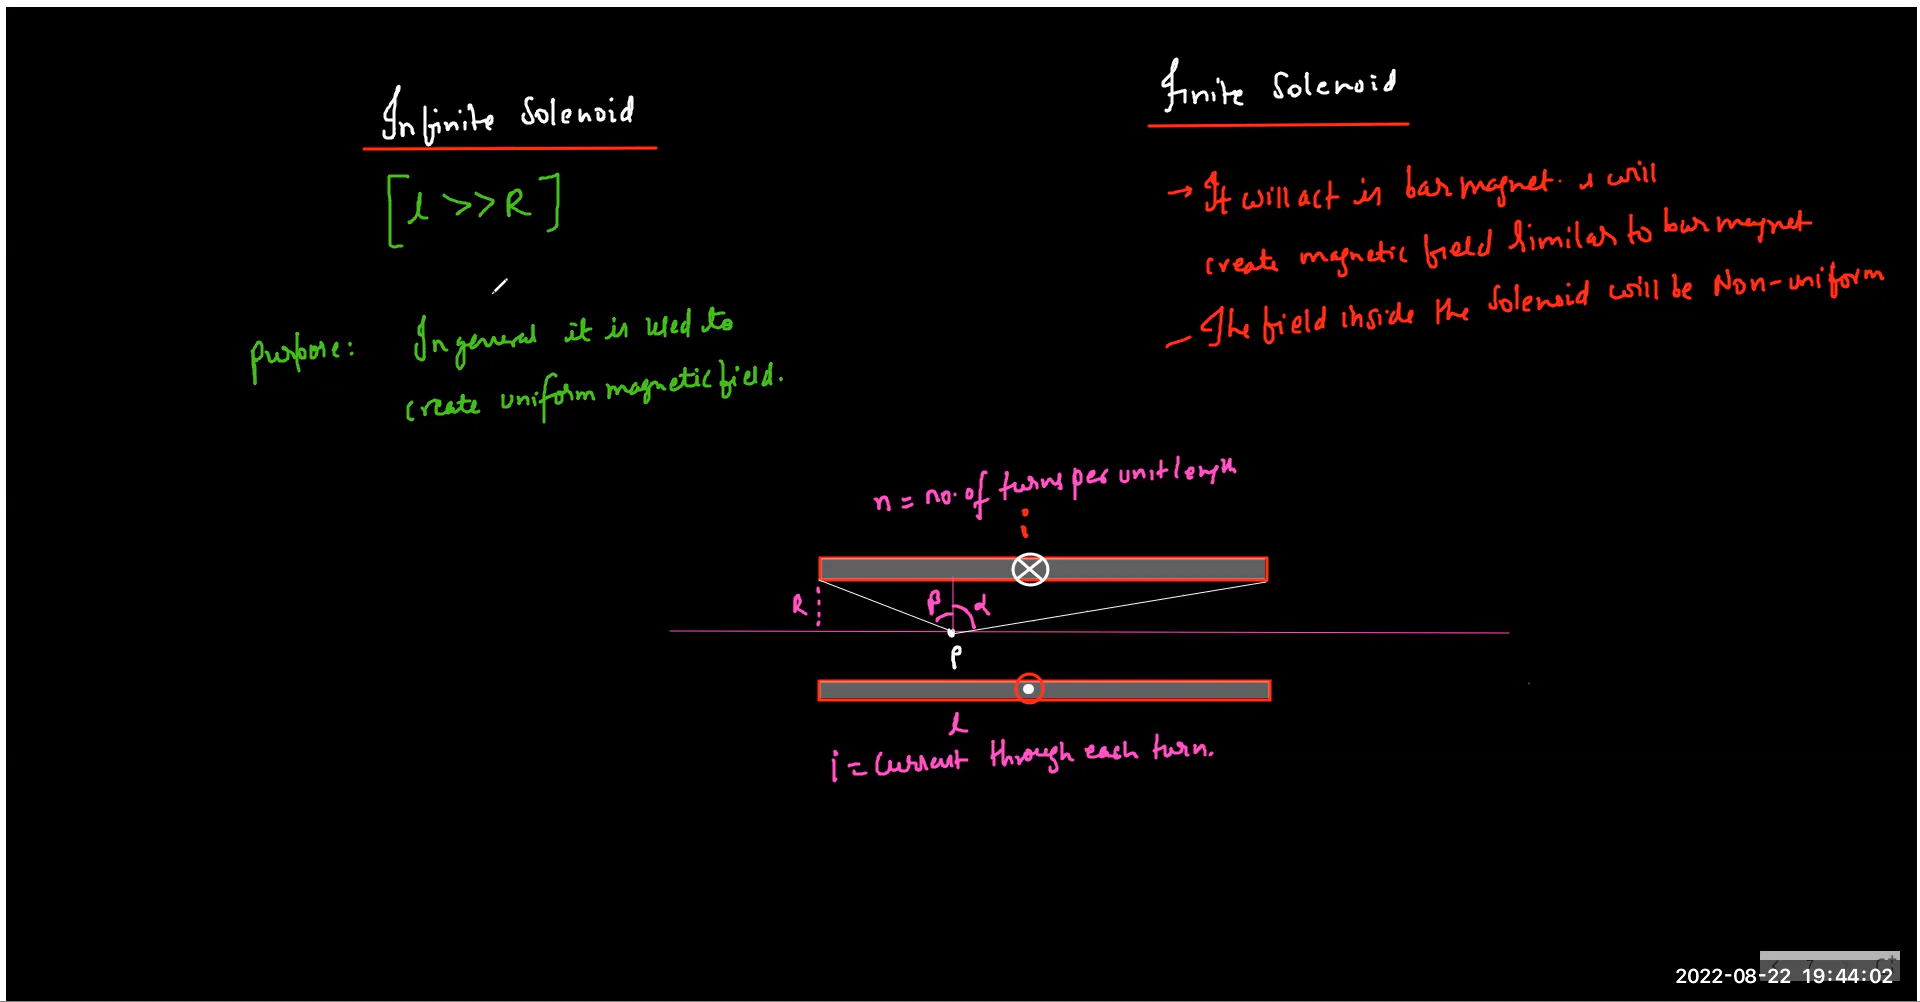 Infinite Solenoid
[l >> R]
purpose: In general it is used to
create uniform magnetic field.
Finite Solenoid
→ It will act is bar magnet. & will
create magnetic field similar to bar magnet
– The field inside the solenoid will be Non-uniform
n = no. of turns per unit length
i
R
β α
P
l
i = current through each turn.
2022-08-22 19:44:02